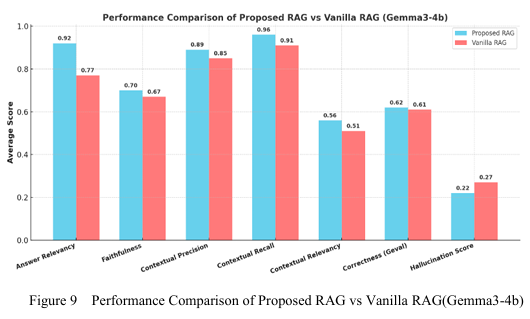 Performance Comparison of Proposed RAG vs Vanilla RAG (Gemma3-4b)
Proposed RAG
Vanilla RAG
Average Score
1.0
0.8
0.6
0.4
0.2
0.0
0.92
0.77
0.70
0.67
0.89
0.85
0.96
0.91
0.56
0.51
0.62
0.61
0.22
0.27
Answer Relevancy
Faithfulness
Contextual Precision
Contextual Recall
Contextual Relevancy
Correctness (Geval)
Hallucination Score
Figure 9 Performance Comparison of Proposed RAG vs Vanilla RAG(Gemma3-4b)